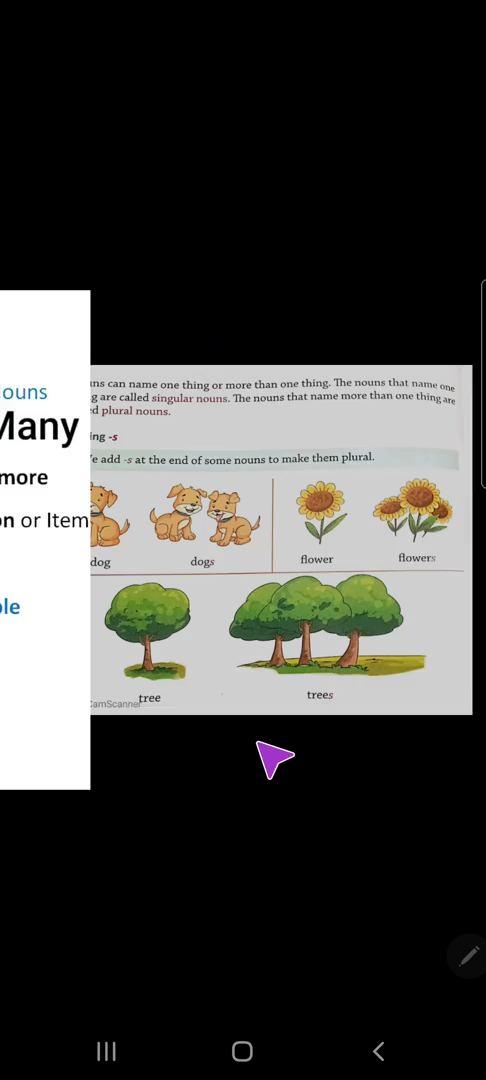 ouns
Many
more
on or Item
ple
uns can name one thing or more than one thing. The nouns that name one
g are called singular nouns. The nouns that name more than one thing are
d plural nouns.
ing -s
e add -s at the end of some nouns to make them plural.
dog
dogs
flower
flowers
tree
trees
CamScanner